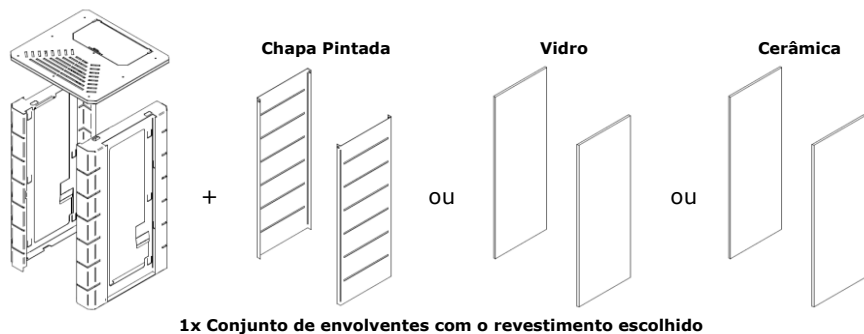 Chapa Pintada
Vidro
Cerâmica
+
ou
ou
1x Conjunto de envolventes com o revestimento escolhido